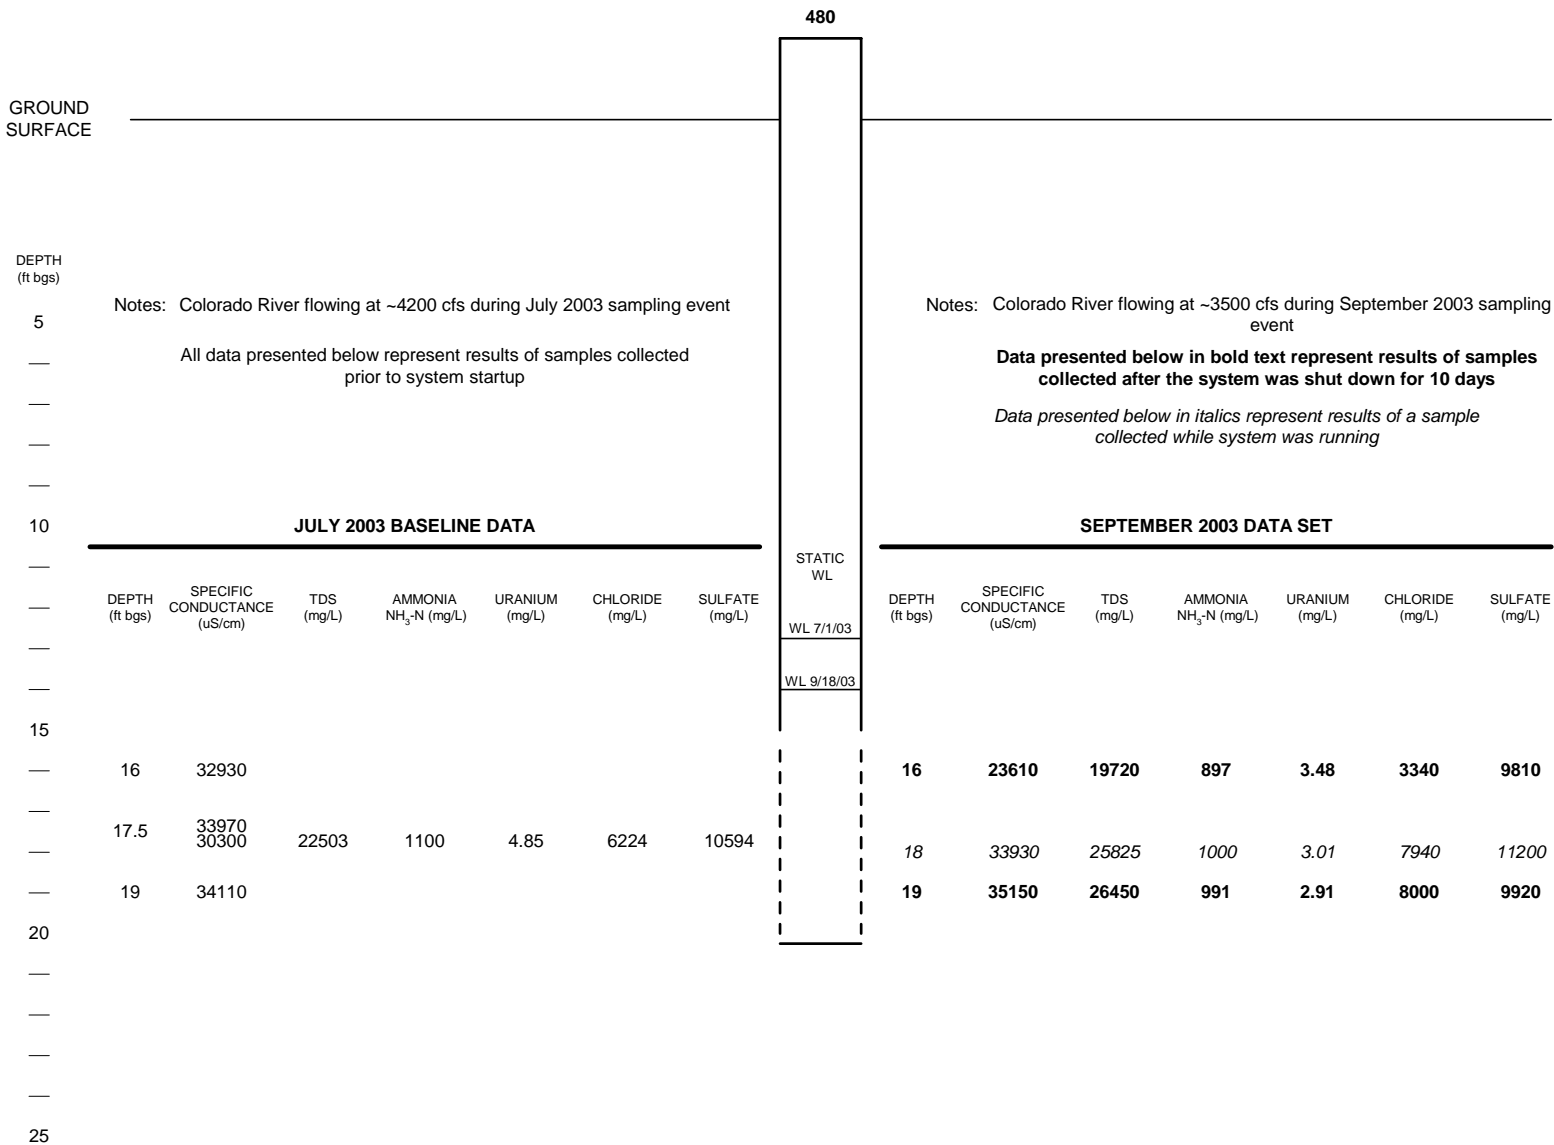 480
GROUND
SURFACE
DEPTH
(ft bgs)
5
10
15
20
25
Notes: Colorado River flowing at ~4200 cfs during July 2003 sampling event
All data presented below represent results of samples collected
prior to system startup
JULY 2003 BASELINE DATA
DEPTH
(ft bgs)
SPECIFIC
CONDUCTANCE
(uS/cm)
TDS
(mg/L)
AMMONIA
NH3-N (mg/L)
URANIUM
(mg/L)
CHLORIDE
(mg/L)
SULFATE
(mg/L)
16 32930
17.5 33970
30300 22503 1100 4.85 6224 10594
19 34110
STATIC
WL
WL 7/1/03
WL 9/18/03
Notes: Colorado River flowing at ~3500 cfs during September 2003 sampling
event
Data presented below in bold text represent results of samples
collected after the system was shut down for 10 days
Data presented below in italics represent results of a sample
collected while system was running
SEPTEMBER 2003 DATA SET
DEPTH
(ft bgs)
SPECIFIC
CONDUCTANCE
(uS/cm)
TDS
(mg/L)
AMMONIA
NH3-N (mg/L)
URANIUM
(mg/L)
CHLORIDE
(mg/L)
SULFATE
(mg/L)
16 23610 19720 897 3.48 3340 9810
18 33930 25825 1000 3.01 7940 11200
19 35150 26450 991 2.91 8000 9920